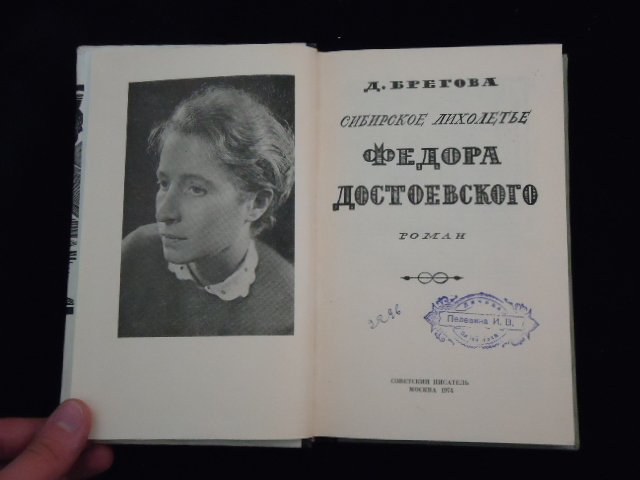 Д. БРЕГОВА
СИБИРСКОЕ ЛИХОЛЕТЬЕ
ФЕДОРА
ДОСТОЕВСКОГО
РОМАН
Пелевина И. В.
СОВЕТСКИЙ ПИСАТЕЛЬ
МОСКВА 1974